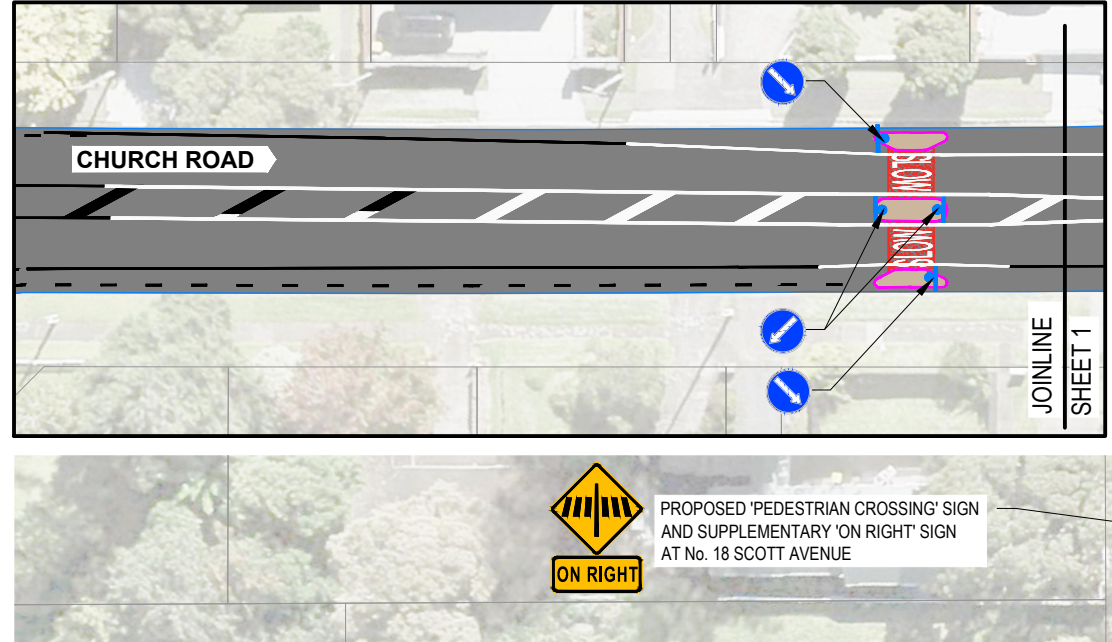 CHURCH ROAD
SLOW
SLOW
JOINLINE
SHEET 1
ON RIGHT
PROPOSED 'PEDESTRIAN CROSSING' SIGN
AND SUPPLEMENTARY 'ON RIGHT' SIGN
AT No. 18 SCOTT AVENUE